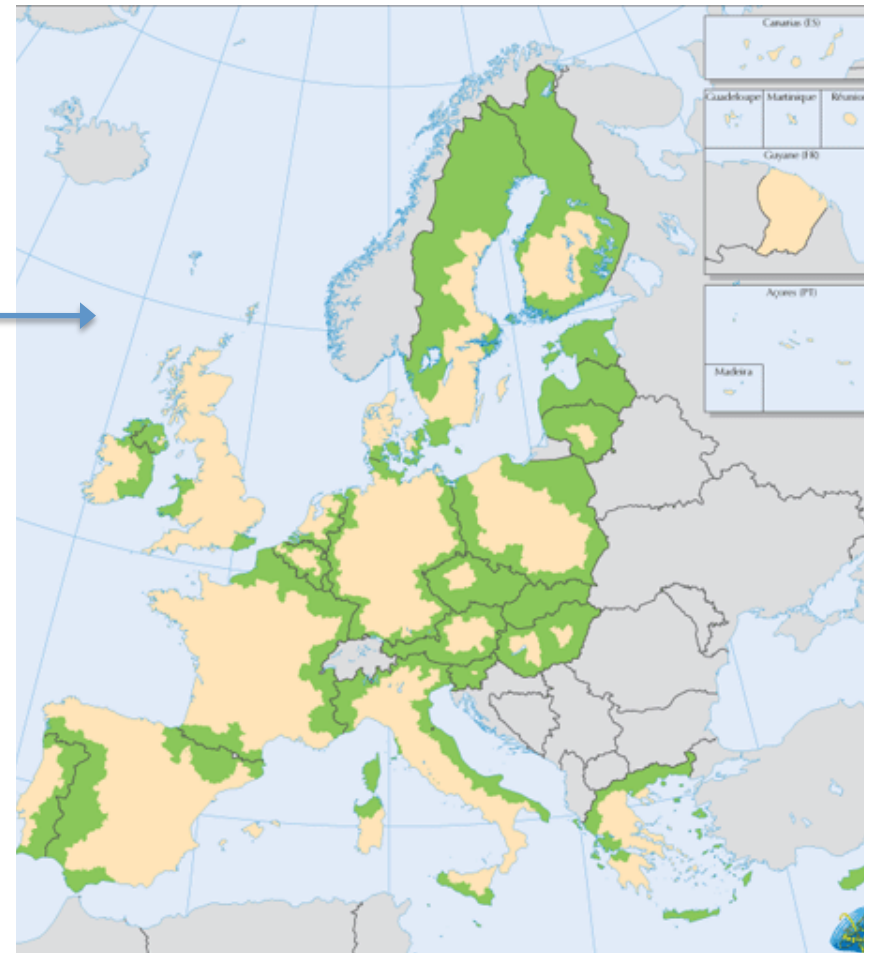 Canarias (ES)
Guadeloupe
Martinique
Réunion
Guyane (FR)
Açores (PT)
Madeira